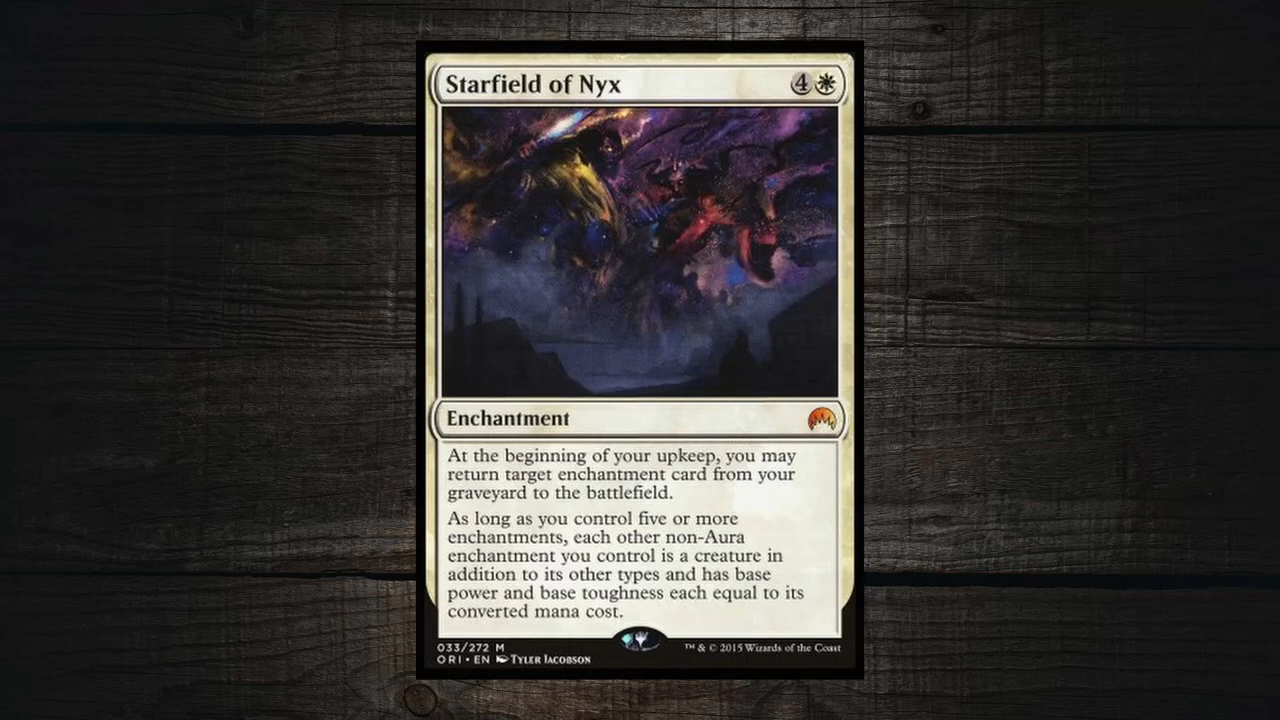 Starfield of Nyx 4
Enchantment
At the beginning of your upkeep, you may
return target enchantment card from your
graveyard to the battlefield.
As long as you control five or more
enchantments, each other non-Aura
enchantment you control is a creature in
addition to its other types and has base
power and base toughness each equal to its
converted mana cost.
033/272 M
ORI • EN Tyler Jacobson
™ & © 2015 Wizards of the Coast